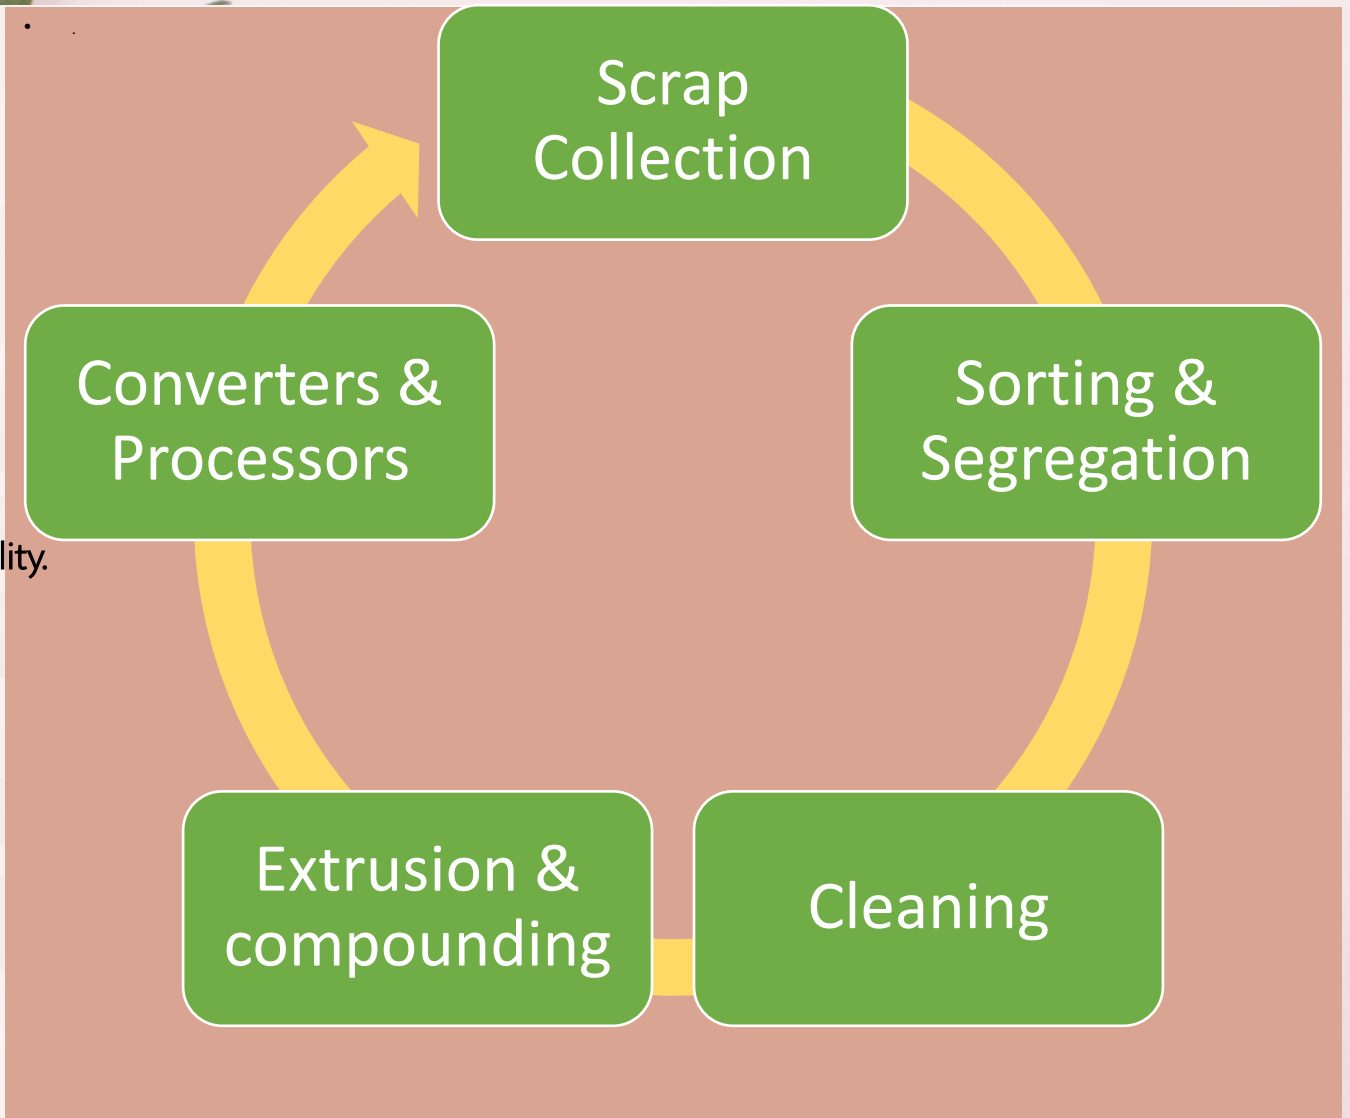 Scrap
Collection
Sorting &
Segregation
Cleaning
Extrusion &
compounding
Converters &
Processors
lity.